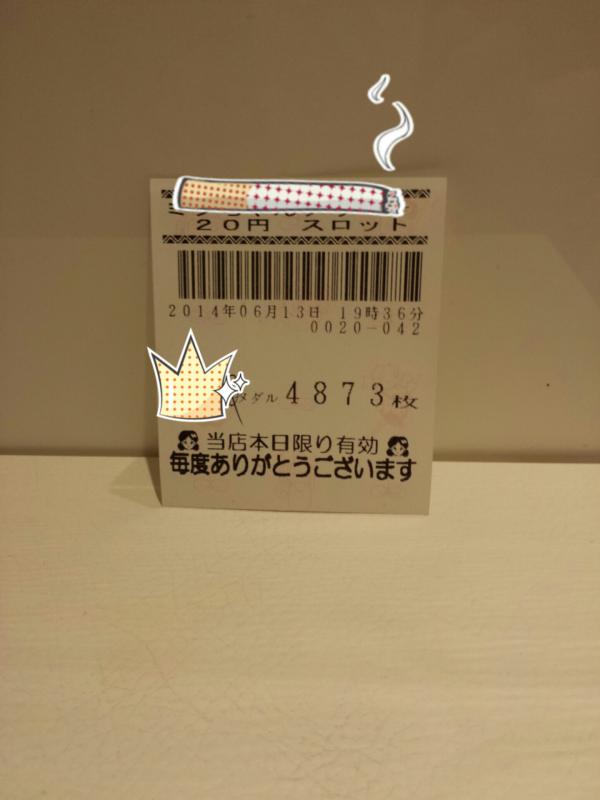 20円 スロット
2014年06月13日 19時36分
0020-042
メダル 4873枚
当店本日限り有効
毎度ありがとうございます